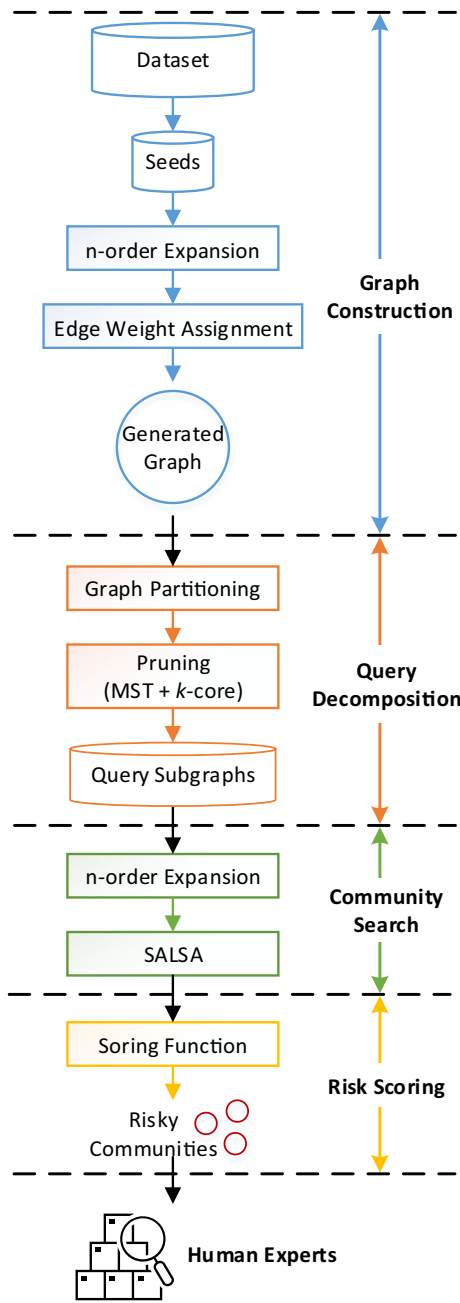 Dataset
Seeds
n-order Expansion
Edge Weight Assignment
Generated
Graph
Graph
Construction
Graph Partitioning
Pruning
(MST + k-core)
Query Subgraphs
Query
Decomposition
n-order Expansion
SALSA
Community
Search
Soring Function
Risky
Communities
Risk Scoring
Human Experts